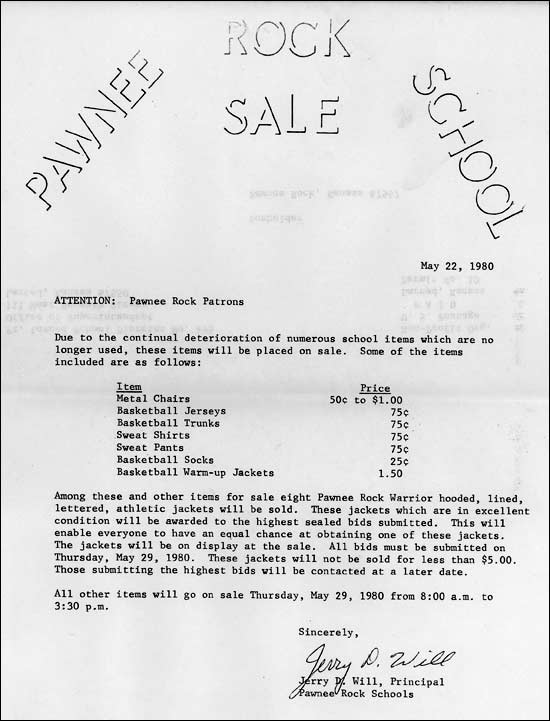 PAWNEE ROCK SCHOOL
SALE
May 22, 1980
ATTENTION: Pawnee Rock Patrons
Due to the continual deterioration of numerous school items which are no
longer used, these items will be placed on sale. Some of the items
included are as follows:
Item Price
Metal Chairs 50¢ to $1.00
Basketball Jerseys 75¢
Basketball Trunks 75¢
Sweat Shirts 75¢
Sweat Pants 75¢
Basketball Socks 25¢
Basketball Warm-up Jackets 1.50
Among these and other items for sale eight Pawnee Rock Warrior hooded, lined,
lettered, athletic jackets will be sold. These jackets which are in excellent
condition will be awarded to the highest sealed bids submitted. This will
enable everyone to have an equal chance at obtaining one of these jackets.
The jackets will be on display at the sale. All bids must be submitted on
Thursday, May 29, 1980. These jackets will not be sold for less than $5.00.
Those submitting the highest bids will be contacted at a later date.
All other items will go on sale Thursday, May 29, 1980 from 8:00 a.m. to
3:30 p.m.
Sincerely,
Jerry D. Will
Jerry D. Will, Principal
Pawnee Rock Schools